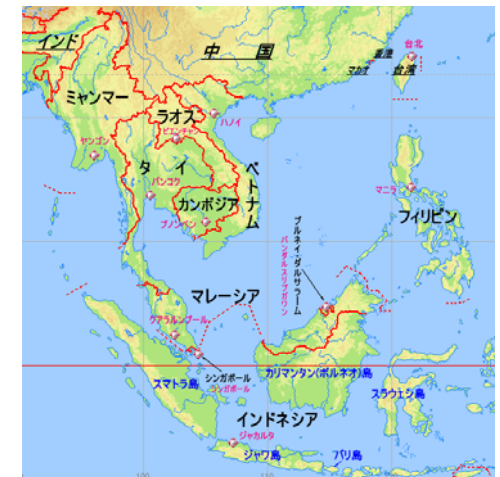 インド
中国
台北
香港
マカオ
台湾
ミャンマー
ラオス
ハノイ
ビエンチャン
ヤンゴン
タイ
ベトナム
バンコク
カンボジア
プノンペン
マニラ
フィリピン
ブルネイ・ダルサラーム
バンダルスリブガワン
マレーシア
クアラルンプール
シンガポール
シンガポール
スマトラ島
カリマンタン(ボルネオ)島
スラウェシ島
インドネシア
ジャカルタ
ジャワ島
バリ島
100
110